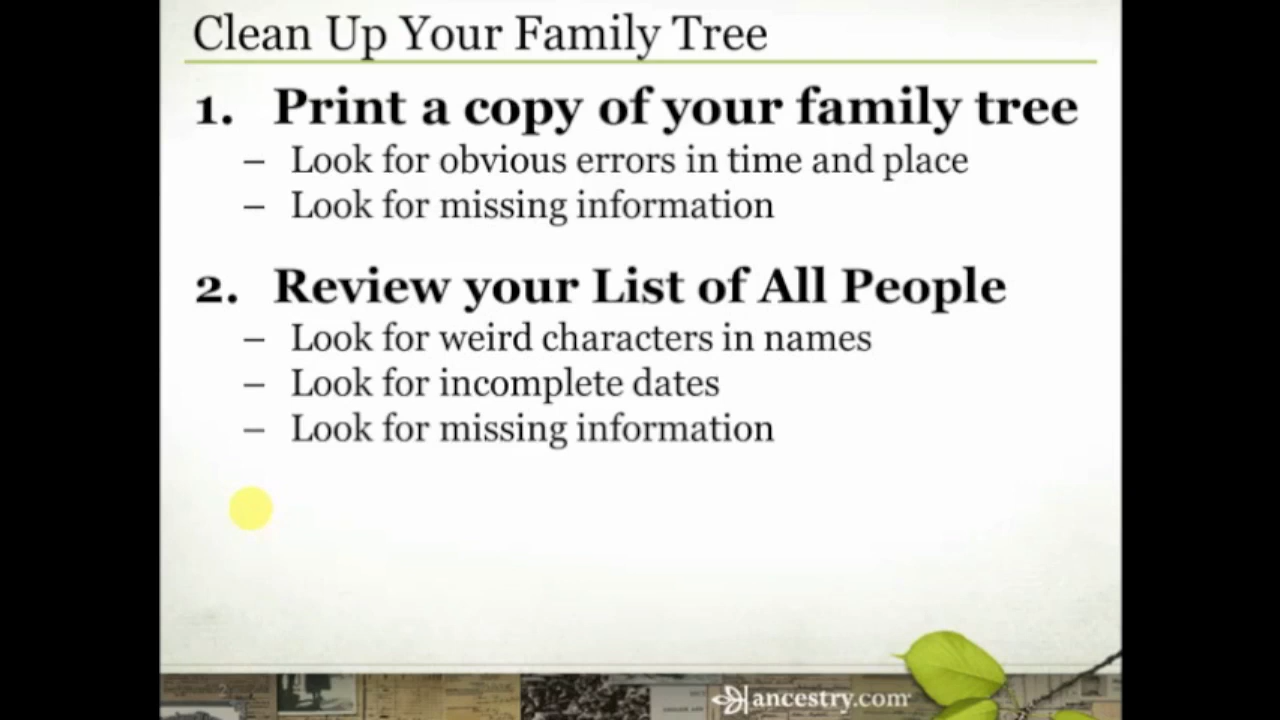 Clean Up Your Family Tree
1. Print a copy of your family tree
– Look for obvious errors in time and place
– Look for missing information
2. Review your List of All People
– Look for weird characters in names
– Look for incomplete dates
– Look for missing information
2
ancestry.com